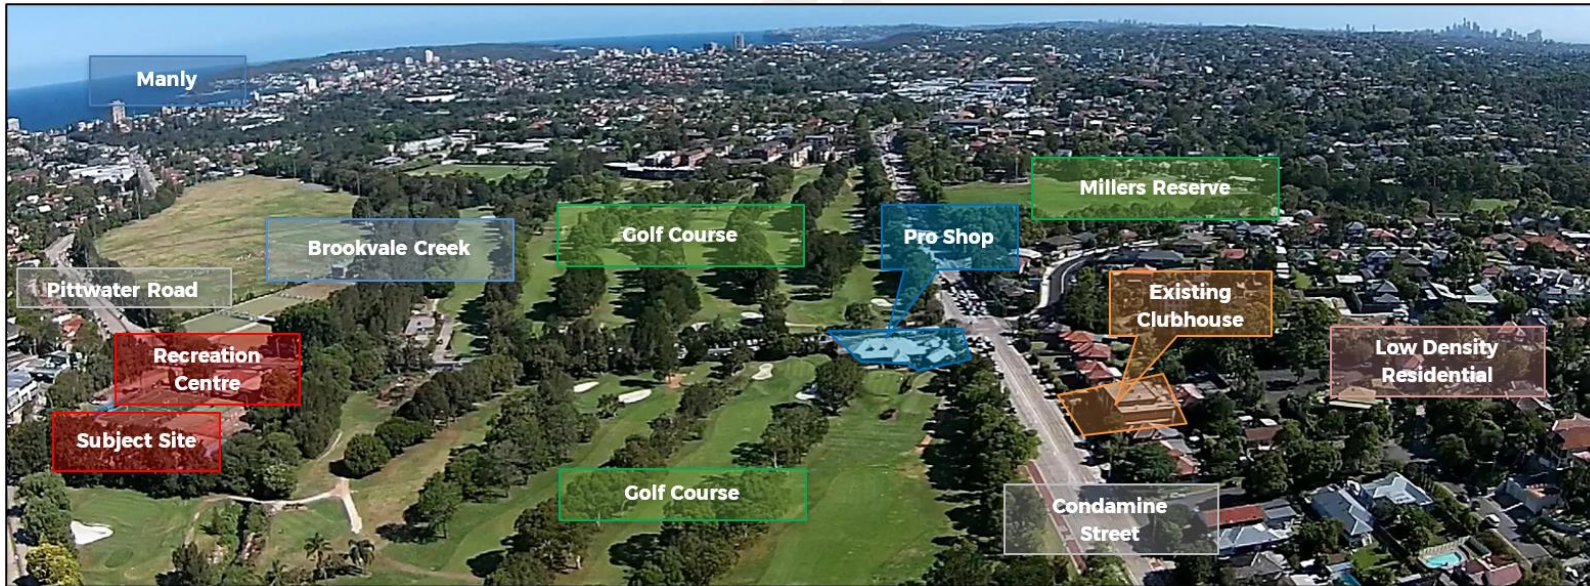 Manly
Millers Reserve
Brookvale Creek
Golf Course
Pro Shop
Pittwater Road
Existing
Clubhouse
Recreation
Centre
Low Density
Residential
Subject Site
Golf Course
Condamine
Street